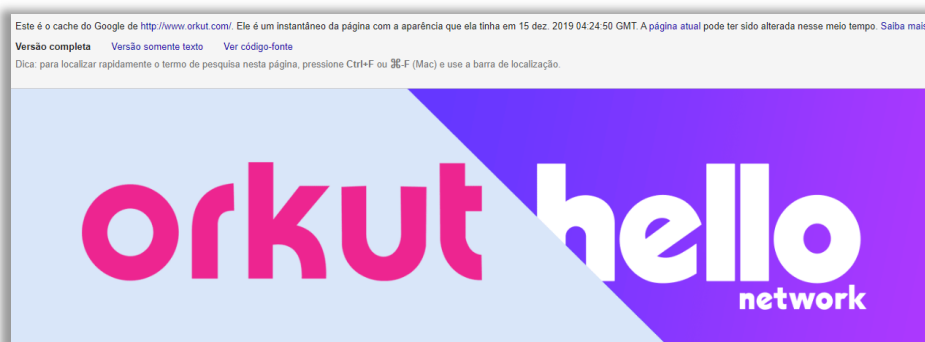 Este é o cache do Google de http://www.orkut.com/. Ele é um instantâneo da página com a aparência que ela tinha em 15 dez. 2019 04:24:50 GMT. A página atual pode ter sido alterada nesse meio tempo. Saiba mais
Versão completa Versão somente texto Ver código-fonte
Dica: para localizar rapidamente o termo de pesquisa nesta página, pressione Ctrl+F ou ⌘-F (Mac) e use a barra de localização.
orkut hello
network